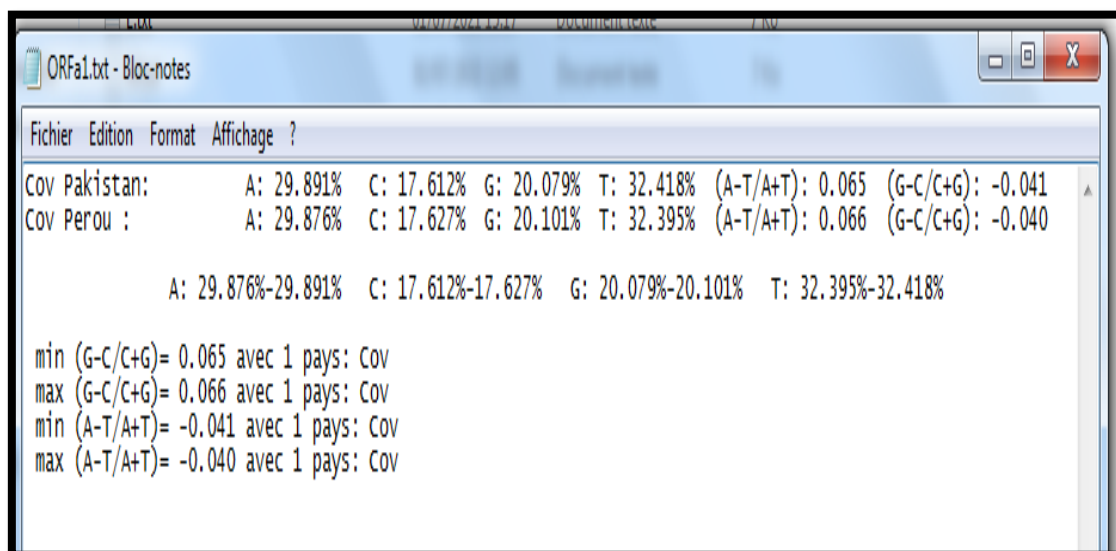 ORFa1.txt - Bloc-notes
Fichier Edition Format Affichage ?
Cov Pakistan: A: 29.891% C: 17.612% G: 20.079% T: 32.418% (A-T/A+T): 0.065 (G-C/C+G): -0.041
Cov Perou : A: 29.876% C: 17.627% G: 20.101% T: 32.395% (A-T/A+T): 0.066 (G-C/C+G): -0.040
A: 29.876%-29.891% C: 17.612%-17.627% G: 20.079%-20.101% T: 32.395%-32.418%
min (G-C/C+G)= 0.065 avec 1 pays: Cov
max (G-C/C+G)= 0.066 avec 1 pays: Cov
min (A-T/A+T)= -0.041 avec 1 pays: Cov
max (A-T/A+T)= -0.040 avec 1 pays: Cov